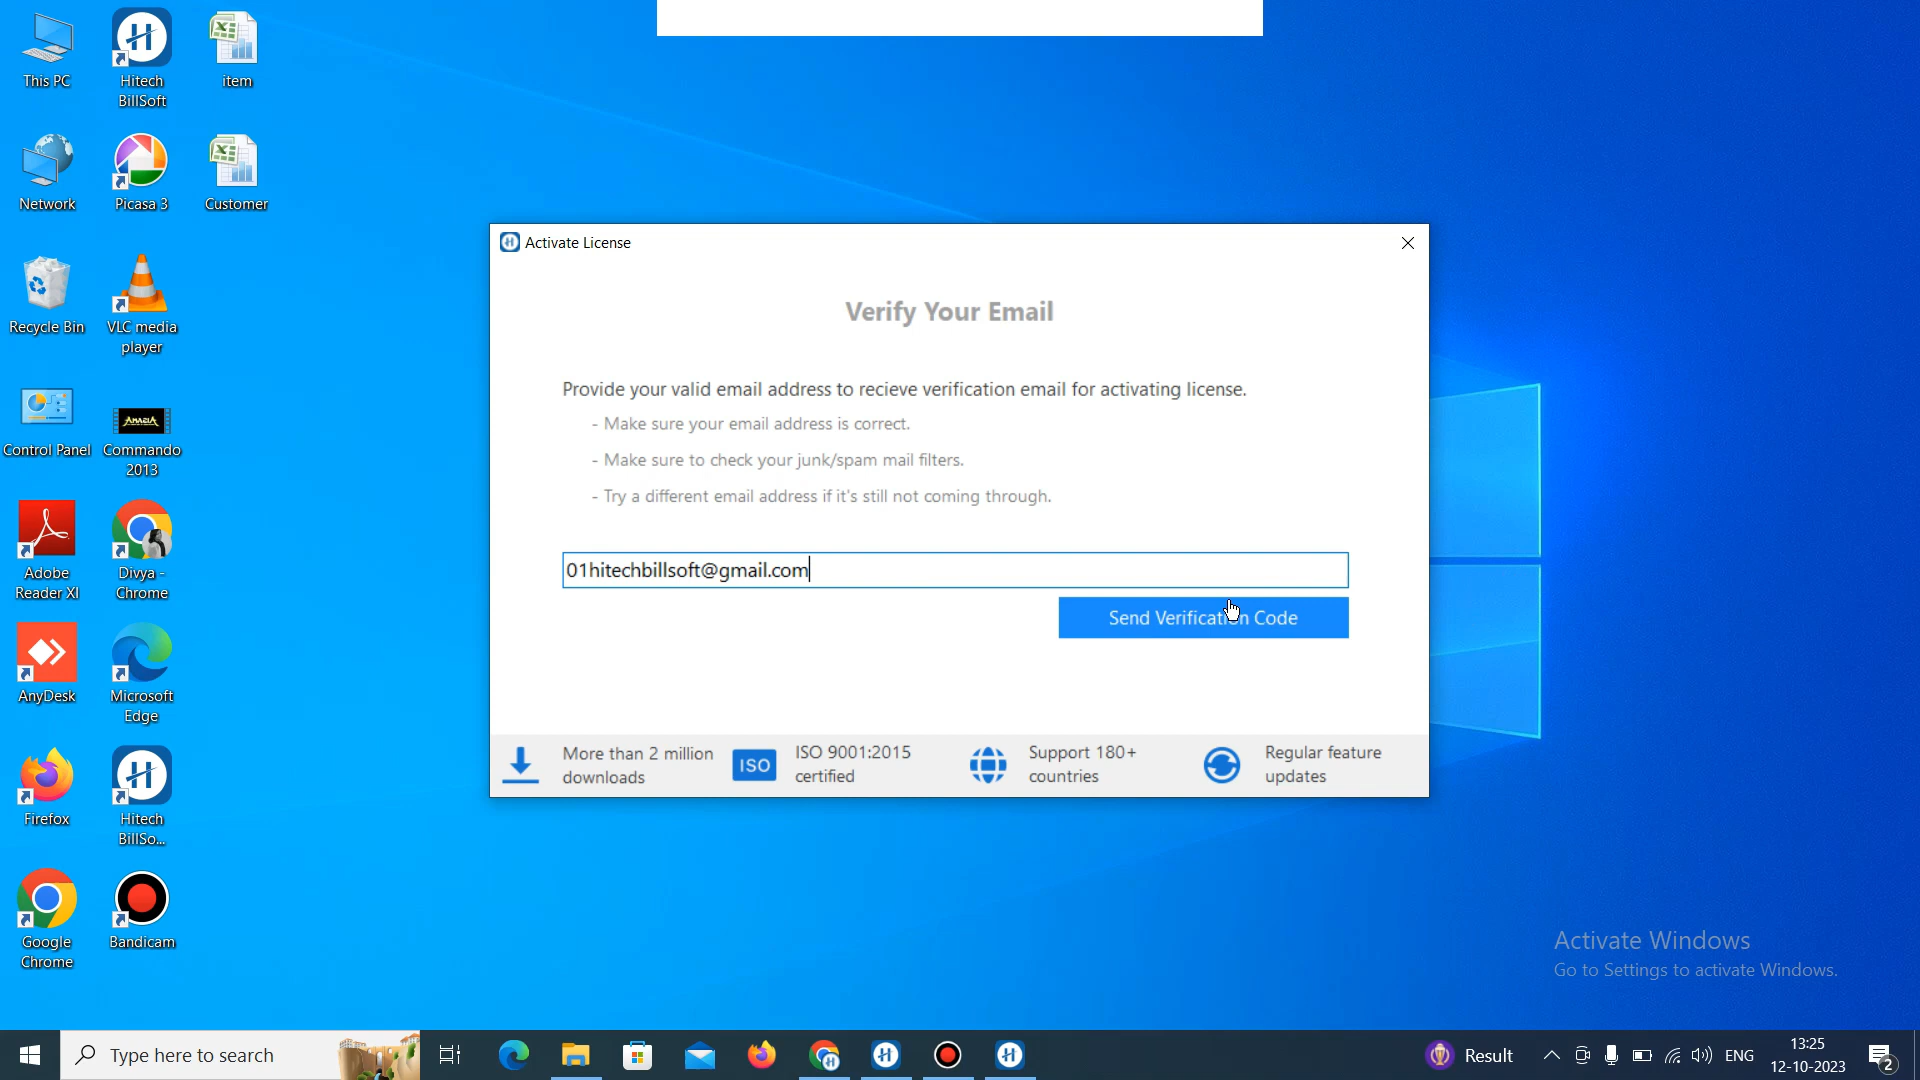 This PC
Hitech
BillSoft
item
Network
Picasa 3
Customer
Recycle Bin
VLC media
player
Control Panel
AMAZIA
Commando
2013
Adobe
Reader XI
Divya -
Chrome
AnyDesk
Microsoft
Edge
Firefox
Hitech
BillSo...
Google
Chrome
Bandicam
Activate License
Verify Your Email
Provide your valid email address to recieve verification email for activating license.
- Make sure your email address is correct.
- Make sure to check your junk/spam mail filters.
- Try a different email address if it's still not coming through.
01hitechbillsoft@gmail.com
Send Verification Code
More than 2 million
downloads
ISO
ISO 9001:2015
certified
Support 180+
countries
Regular feature
updates
Activate Windows
Go to Settings to activate Windows.
Type here to search
Result
ENG
13:25
12-10-2023
2